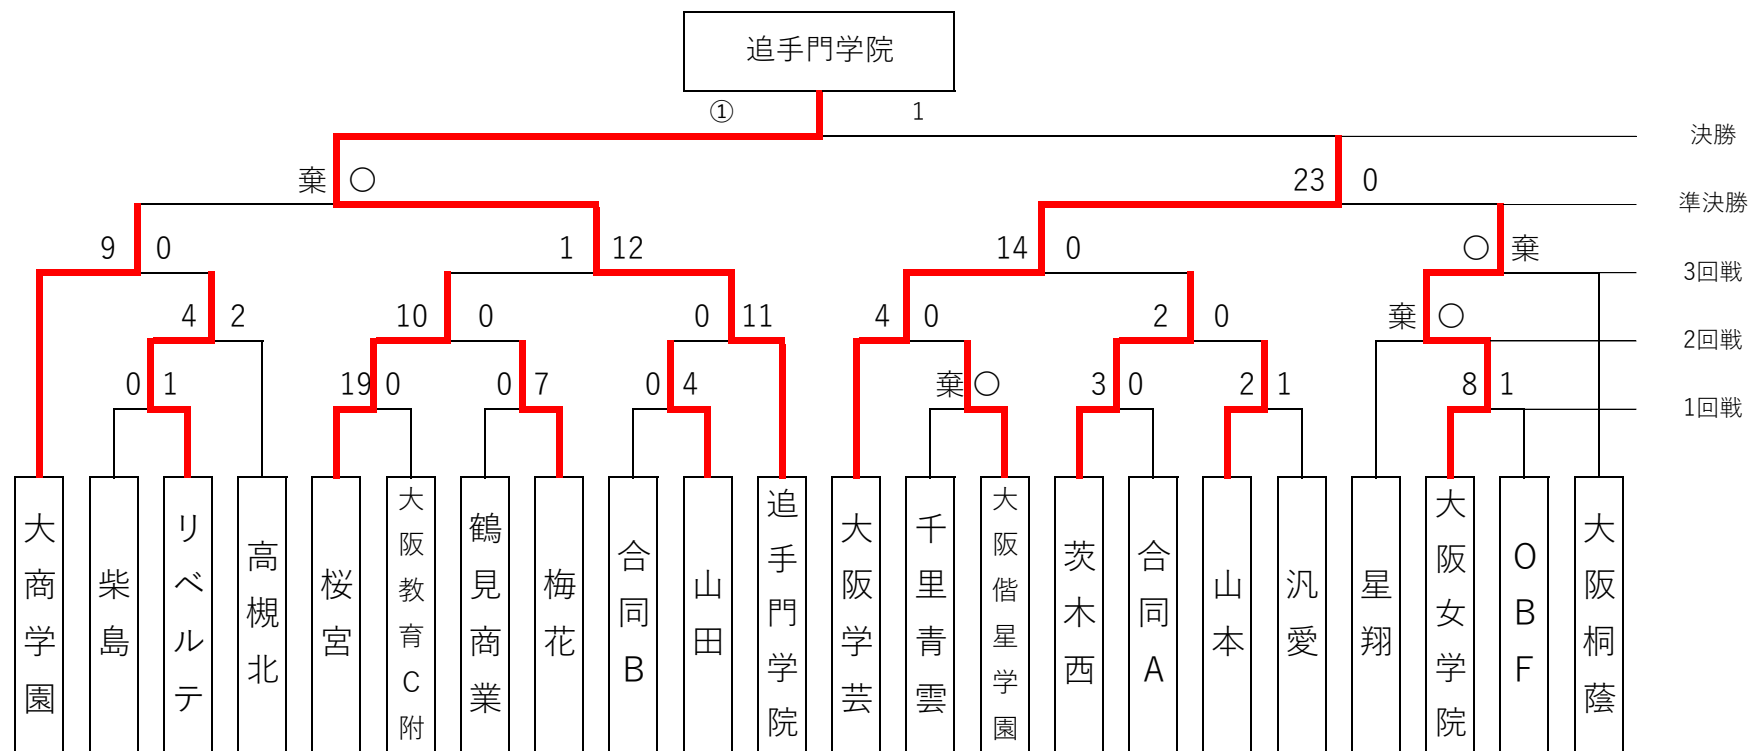 追手門学院
① 1
決勝
棄 〇 23 0
準決勝
9 0 1 12 14 0 〇 棄
3回戦
4 2 10 0 0 11 4 0 2 0 棄 〇
2回戦
0 1 19 0 0 7 0 4 棄 〇 3 0 2 1 8 1
1回戦
大商学園
柴島
リベルテ
高槻北
桜宮
大阪教育C附
鶴見商業
梅花
合同B
山田
追手門学院
大阪学芸
千里青雲
大阪偕星学園
茨木西
合同A
山本
汎愛
星翔
大阪女学院
OBF
大阪桐蔭